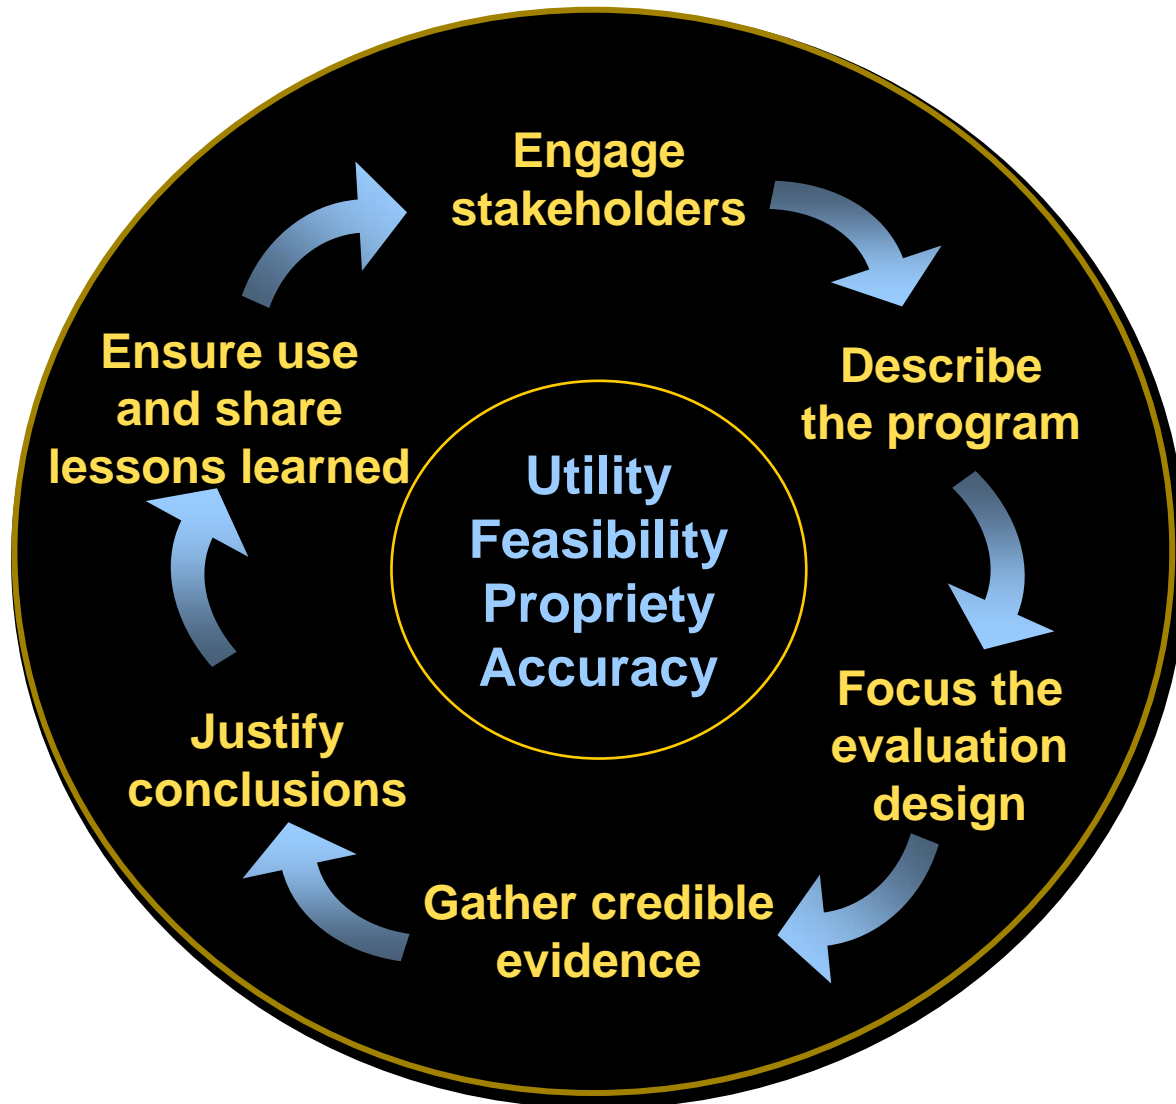 Engage
stakeholders
Describe
the program
Focus the
evaluation
design
Gather credible
evidence
Justify
conclusions
Ensure use
and share
lessons learned
Utility
Feasibility
Propriety
Accuracy